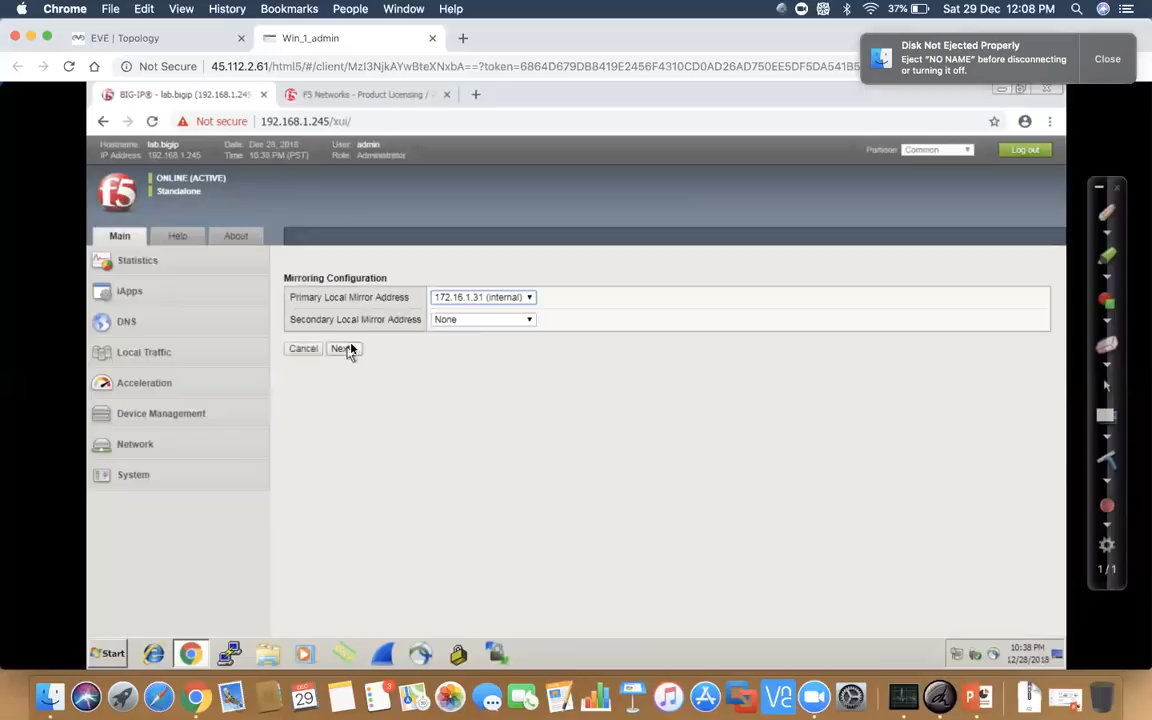 Chrome File Edit View History Bookmarks People Window Help 37% Sat 29 Dec 12:08 PM
EVE | Topology Win_1_admin
Disk Not Ejected Properly
Eject "NO NAME" before disconnecting
or turning it off.
Close
Not Secure 45.112.2.61/html5/#/client/MzI3NjkAYwBteXNxbA==?token=6864D679DB8419E2456F4310CD0AD26AD750EE5DF5DA541B5
BIG-IP® - lab.bigip (192.168.1.245 F5 Networks - Product Licensing /
Not secure 192.168.1.245/xui/
Hostname: lab.bigip Date: Dec 28, 2018 User: admin
IP Address: 192.168.1.245 Time: 10:38 PM (PST) Role: Administrator
Partition: Common Log out
f5
ONLINE (ACTIVE)
Standalone
Main Help About
Statistics
iApps
DNS
Local Traffic
Acceleration
Device Management
Network
System
Mirroring Configuration
Primary Local Mirror Address 172.16.1.31 (internal)
Secondary Local Mirror Address None
Cancel Next
1/1
Start
10:38 PM
12/28/2018